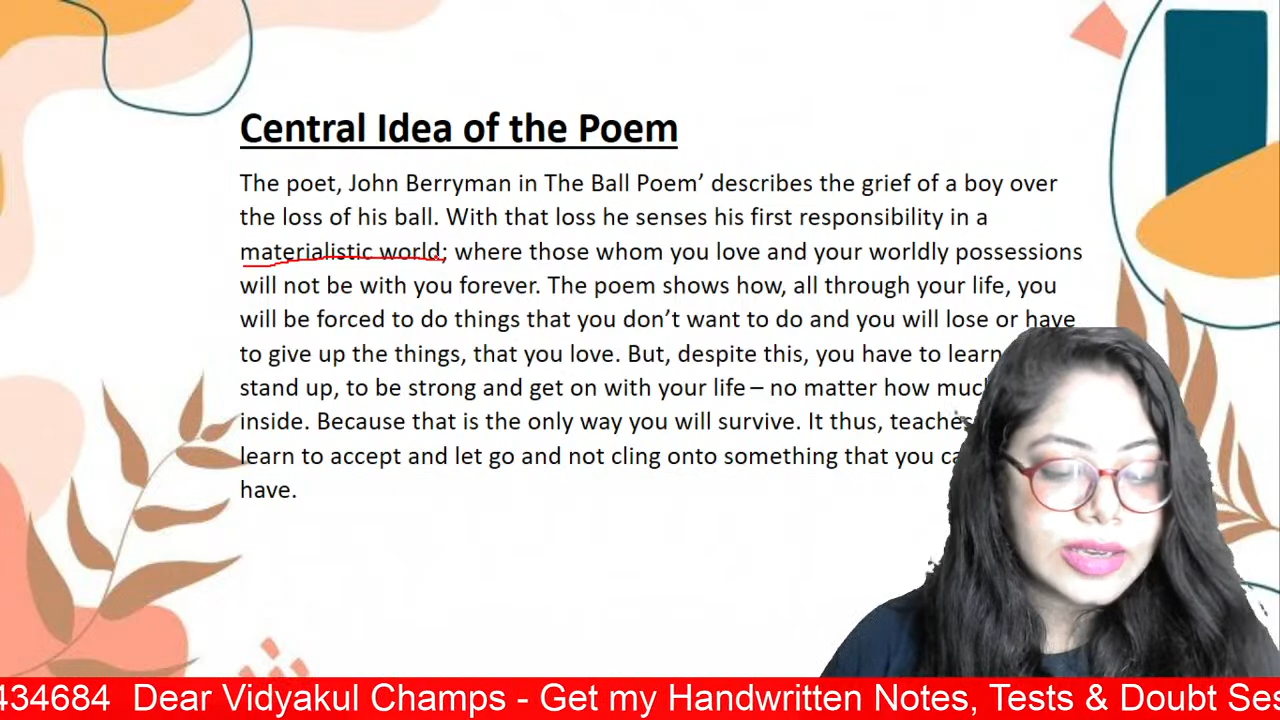 Central Idea of the Poem
The poet, John Berryman in The Ball Poem’ describes the grief of a boy over
the loss of his ball. With that loss he senses his first responsibility in a
materialistic world; where those whom you love and your worldly possessions
will not be with you forever. The poem shows how, all through your life, you
will be forced to do things that you don’t want to do and you will lose or have
to give up the things, that you love. But, despite this, you have to learn
stand up, to be strong and get on with your life – no matter how
inside. Because that is the only way you will survive. It thus,
learn to accept and let go and not cling onto something that you
have.
434684 Dear Vidyakul Champs - Get my Handwritten Notes, Tests & Doubt